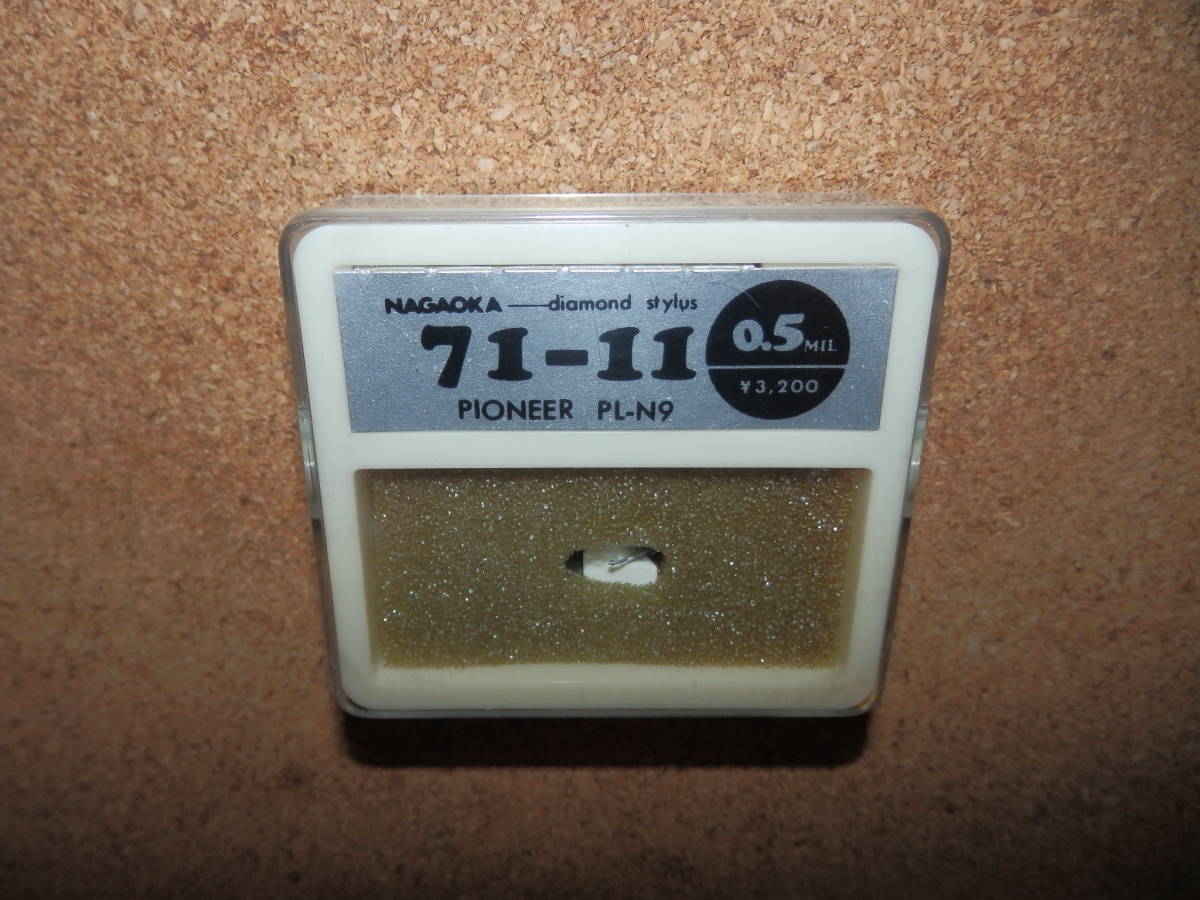 NAGAOKA — diamond stylus
71-11
PIONEER PL-N9
0.5 MIL
¥3,200